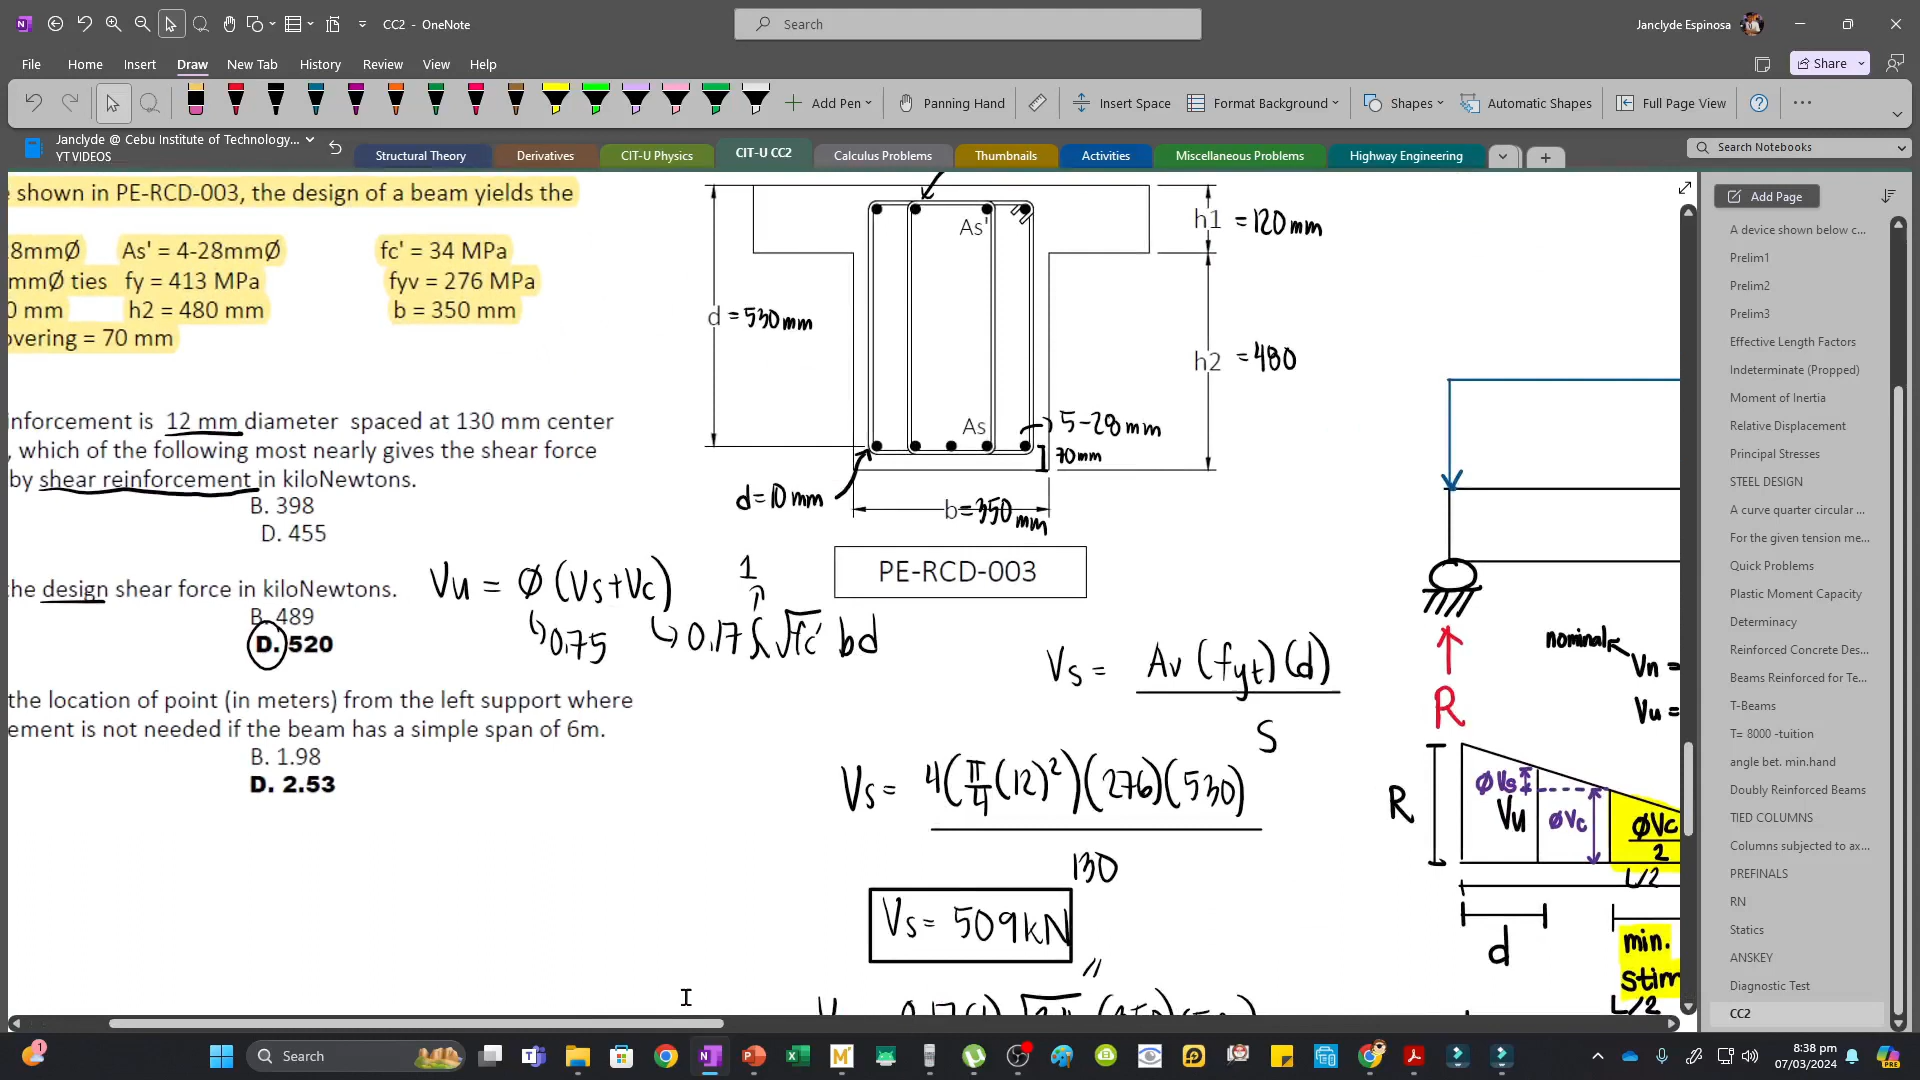 CC2 - OneNote
Search
Janclyde Espinosa
File Home Insert Draw New Tab History Review View Help
Share
Add Pen
Panning Hand
Insert Space
Format Background
Shapes
Automatic Shapes
Full Page View
Janclyde @ Cebu Institute of Technology...
YT VIDEOS
Structural Theory
Derivatives
CIT-U Physics
CIT-U CC2
Calculus Problems
Thumbnails
Activities
Miscellaneous Problems
Highway Engineering
Search Notebooks
shown in PE-RCD-003, the design of a beam yields the
8mmØ As' = 4-28mmØ fc' = 34 MPa
mmØ ties fy = 413 MPa fyv = 276 MPa
0 mm h2 = 480 mm b = 350 mm
overing = 70 mm
inforcement is 12 mm diameter spaced at 130 mm center
, which of the following most nearly gives the shear force
by shear reinforcement in kiloNewtons.
B. 398
D. 455
he design shear force in kiloNewtons.
B. 489
D. 520
the location of point (in meters) from the left support where
ement is not needed if the beam has a simple span of 6m.
B. 1.98
D. 2.53
As'
h1 = 120 mm
d = 530 mm
h2 = 480
As
5-28 mm
70mm
d = 10 mm
b = 350 mm
PE-RCD-003
Vu = Ø (Vs+Vc)
1
0.75
0.17 λ √fc' bd
Vs = Av (fyt)(d)
S
Vs = 4(π/4 (12)²)(276)(530)
130
Vs = 509 kN
R
nominal
Vn =
Vu =
R
ØVs
Vu
ØVc
ØVc
2
L/2
d
min.
stirr
L/2
Add Page
A device shown below c...
Prelim1
Prelim2
Prelim3
Effective Length Factors
Indeterminate (Propped)
Moment of Inertia
Relative Displacement
Principal Stresses
STEEL DESIGN
A curve quarter circular ...
For the given tension me...
Quick Problems
Plastic Moment Capacity
Determinacy
Reinforced Concrete Des...
Beams Reinforced for Te...
T-Beams
T= 8000 -tuition
angle bet. min.hand
Doubly Reinforced Beams
TIED COLUMNS
Columns subjected to ax...
PREFINALS
RN
Statics
ANSKEY
Diagnostic Test
CC2
1
Search
8:38 pm
07/03/2024